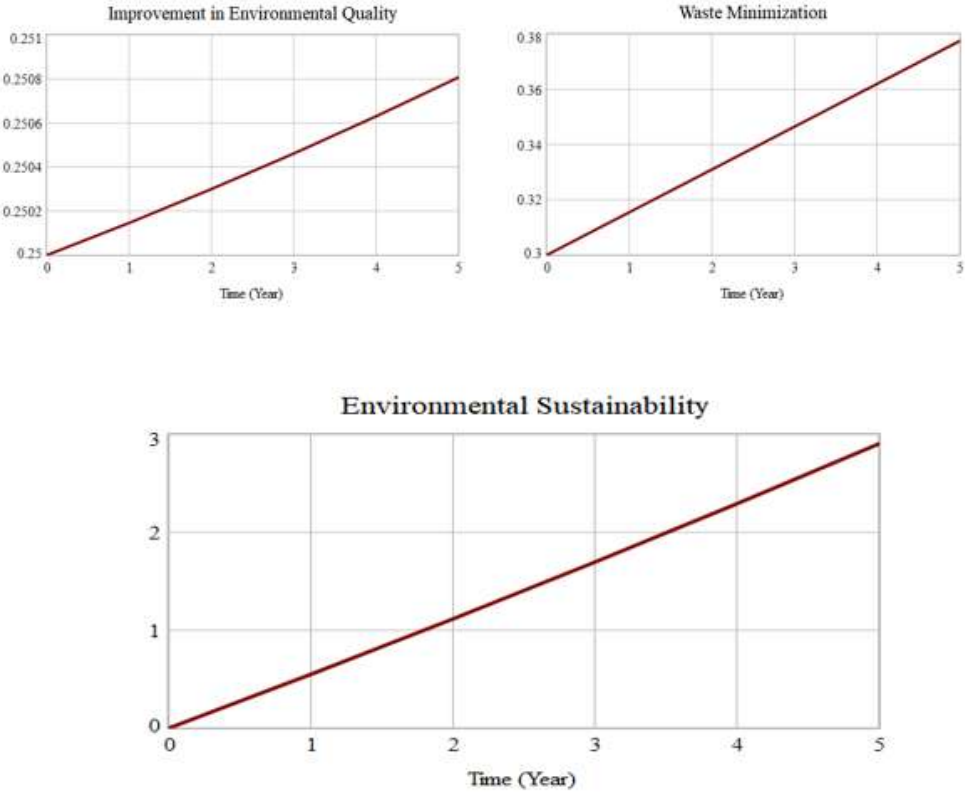 Improvement in Environmental Quality
0.251
0.2508
0.2506
0.2504
0.2502
0.25
0 1 2 3 4 5
Time (Year)
Waste Minimization
0.38
0.36
0.34
0.32
0.3
0 1 2 3 4 5
Time (Year)
Environmental Sustainability
3
2
1
0
0 1 2 3 4 5
Time (Year)